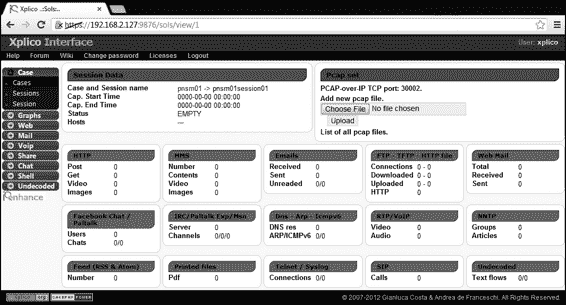 Xplico ..:Sols:..
https://192.168.2.127:9876/sols/view/1
Xplico Interface
User: xplico
Help Forum Wiki Change password Licenses Logout
Case
Cases
Sessions
Session
Graphs
Web
Mail
Voip
Share
Chat
Shell
Undecoded
Session Data
Case and Session name pnsm01 -> pnsm01session01
Cap. Start Time 0000-00-00 00:00:00
Cap. End Time 0000-00-00 00:00:00
Status EMPTY
Hosts ---
Pcap set
PCAP-over-IP TCP port: 30002.
Add new pcap file.
Choose File No file chosen
Upload
List of all pcap files.
HTTP
Post 0
Get 0
Video 0
Images 0
MMS
Number 0
Contents 0
Video 0
Images 0
Emails
Received 0
Sent 0
Unreaded 0/0
FTP - TFTP - HTTP file
Connections 0 - 0
Downloaded 0 - 0
Uploaded 0 - 0
HTTP 0
Web Mail
Total 0
Received 0
Sent 0
Facebook Chat / Paltalk
Users 0
Chats 0/0
IRC/Paltalk Exp/Msn
Server 0
Channels 0/0/0
Dns - Arp - Icmpv6
DNS res 0
ARP/ICMPv6 0/0
RTP/VoIP
Video 0
Audio 0
NNTP
Groups 0
Articles 0
Feed (RSS & Atom)
Number 0
Printed files
Pdf 0
Telnet / Syslog
Connections 0/0
SIP
Calls 0
Undecoded
Text flows 0/0
© 2007-2012 Gianluca Costa & Andrea de Franceschi. All Rights Reserved.